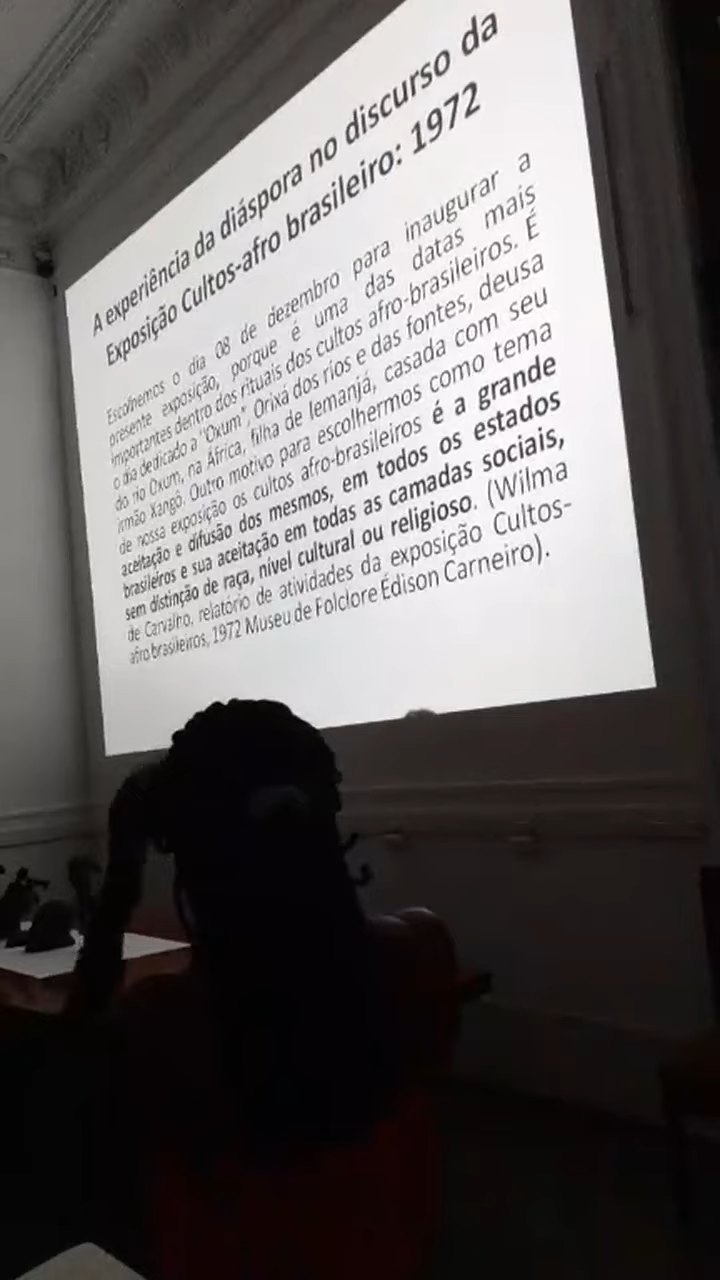 A experiência da diáspora no discurso da
Exposição Cultos-afro brasileiro: 1972
Escolhemos o dia 08 de dezembro para inaugurar a
presente exposição, porque é uma das datas mais
importantes dentro dos rituais dos cultos afro-brasileiros. É
o dia dedicado a "Oxum", Orixá dos rios e das fontes, deusa
do rio Oxum, na África, filha de Iemanjá, casada com seu
irmão Xangô. Outro motivo para escolhermos como tema
de nossa exposição os cultos afro-brasileiros é a grande
aceitação e difusão dos mesmos, em todos os estados
brasileiros e sua aceitação em todas as camadas sociais,
sem distinção de raça, nível cultural ou religioso. (Wilma
de Carvalho, relatório de atividades da exposição Cultos-
afro brasileiros, 1972 Museu de Folclore Édison Carneiro).